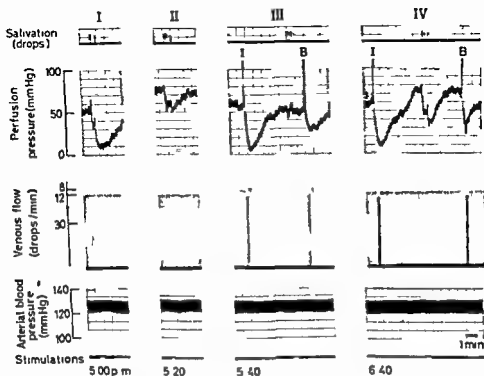 I II III IV
Salivation
(drops)
I B I B
Perfusion
pressure(mmHg)
100
50
0
Venous flow
(drops/min)
8
12
30
Arterial blood
pressure
(mmHg)
140
120
100
1min
Stimulations
5 00 p m 5 20 5 40 6 40